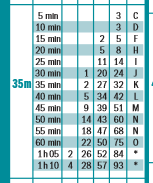 5 min 3 C
10 min 3 D
15 min 2 5 F
20 min 5 8 H
25 min 11 14 I
35m 30 min 1 20 24 J
35 min 2 27 32 K
40 min 5 34 42 L
45 min 9 39 51 M
50 min 14 43 60 N
55 min 18 47 68 N
60 min 22 50 75 O
1h05 2 26 52 84 *
1h10 4 28 57 93 *